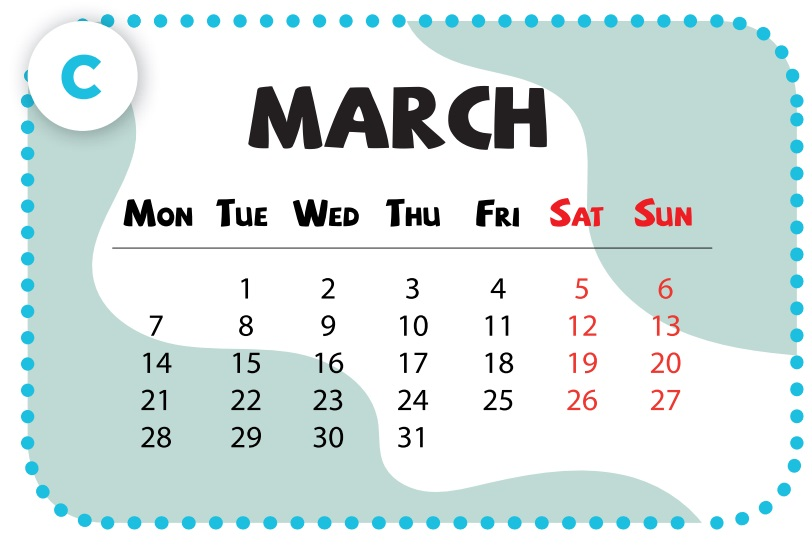 C
MARCH
MON TUE WED THU FRI SAT SUN
1 2 3 4 5 6
7 8 9 10 11 12 13
14 15 16 17 18 19 20
21 22 23 24 25 26 27
28 29 30 31